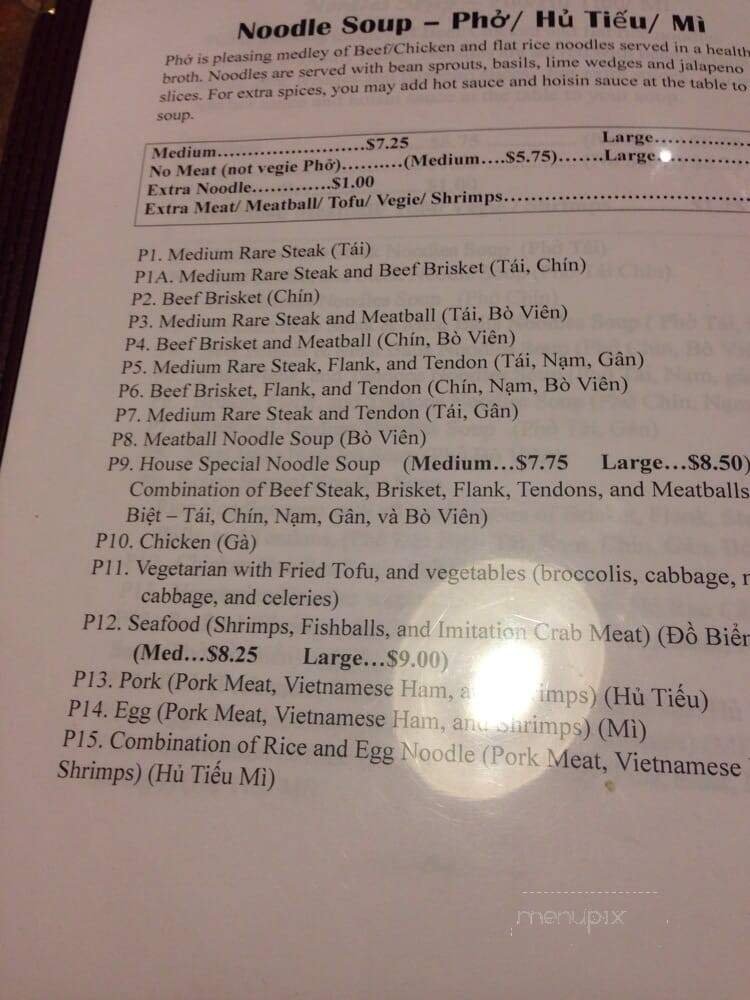 Noodle Soup – Phở/ Hủ Tiếu/ Mì
Phở is pleasing medley of Beef/Chicken and flat rice noodles served in a health
broth. Noodles are served with bean sprouts, basils, lime wedges and jalapeno
slices. For extra spices, you may add hot sauce and hoisin sauce at the table to
soup.
Medium.......................$7.25 Large..............
No Meat (not vegie Phở)..........(Medium....$5.75).......Large..............
Extra Noodle.............$1.00
Extra Meat/ Meatball/ Tofu/ Vegie/ Shrimps.......................................
P1. Medium Rare Steak (Tái)
P1A. Medium Rare Steak and Beef Brisket (Tái, Chín)
P2. Beef Brisket (Chín)
P3. Medium Rare Steak and Meatball (Tái, Bò Viên)
P4. Beef Brisket and Meatball (Chín, Bò Viên)
P5. Medium Rare Steak, Flank, and Tendon (Tái, Nạm, Gân)
P6. Beef Brisket, Flank, and Tendon (Chín, Nạm, Bò Viên)
P7. Medium Rare Steak and Tendon (Tái, Gân)
P8. Meatball Noodle Soup (Bò Viên)
P9. House Special Noodle Soup (Medium...$7.75 Large...$8.50)
Combination of Beef Steak, Brisket, Flank, Tendons, and Meatballs
Biệt – Tái, Chín, Nạm, Gân, và Bò Viên)
P10. Chicken (Gà)
P11. Vegetarian with Fried Tofu, and vegetables (broccolis, cabbage,
cabbage, and celeries)
P12. Seafood (Shrimps, Fishballs, and Imitation Crab Meat) (Đồ Biển
(Med...$8.25 Large...$9.00)
P13. Pork (Pork Meat, Vietnamese Ham, and Shrimps) (Hủ Tiếu)
P14. Egg (Pork Meat, Vietnamese Ham, and Shrimps) (Mì)
P15. Combination of Rice and Egg Noodle (Pork Meat, Vietnamese
Shrimps) (Hủ Tiếu Mì)
menupix